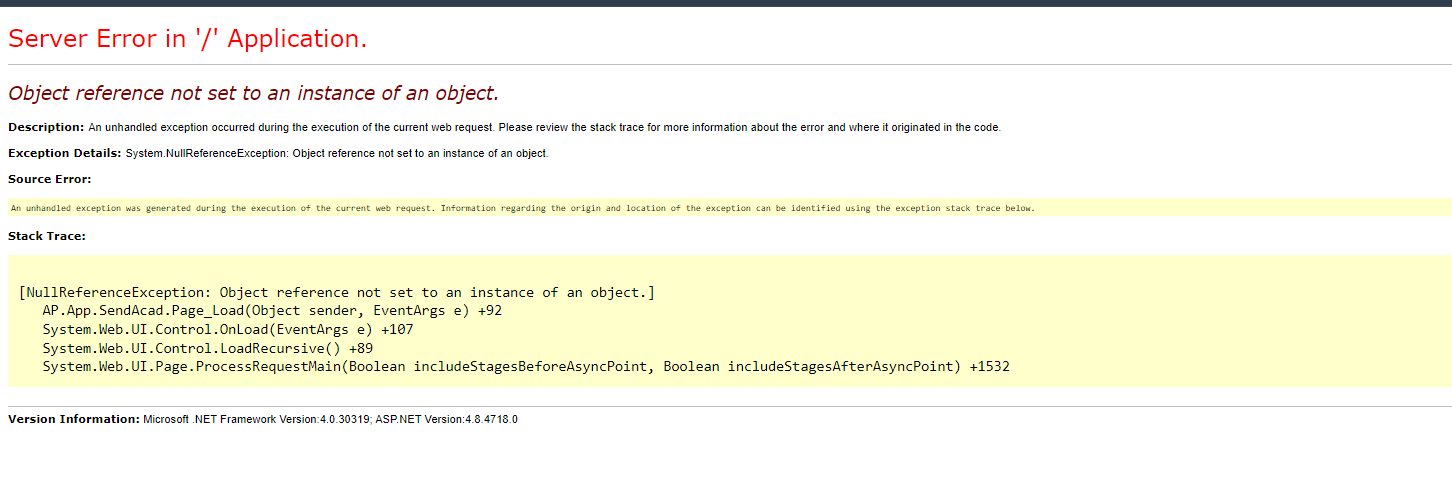 Server Error in '/' Application.
Object reference not set to an instance of an object.
Description: An unhandled exception occurred during the execution of the current web request. Please review the stack trace for more information about the error and where it originated in the code.
Exception Details: System.NullReferenceException: Object reference not set to an instance of an object.
Source Error:
An unhandled exception was generated during the execution of the current web request. Information regarding the origin and location of the exception can be identified using the exception stack trace below.
Stack Trace:
[NullReferenceException: Object reference not set to an instance of an object.]
AP.App.SendAcad.Page_Load(Object sender, EventArgs e) +92
System.Web.UI.Control.OnLoad(EventArgs e) +107
System.Web.UI.Control.LoadRecursive() +89
System.Web.UI.Page.ProcessRequestMain(Boolean includeStagesBeforeAsyncPoint, Boolean includeStagesAfterAsyncPoint) +1532
Version Information: Microsoft .NET Framework Version:4.0.30319; ASP.NET Version:4.8.4718.0